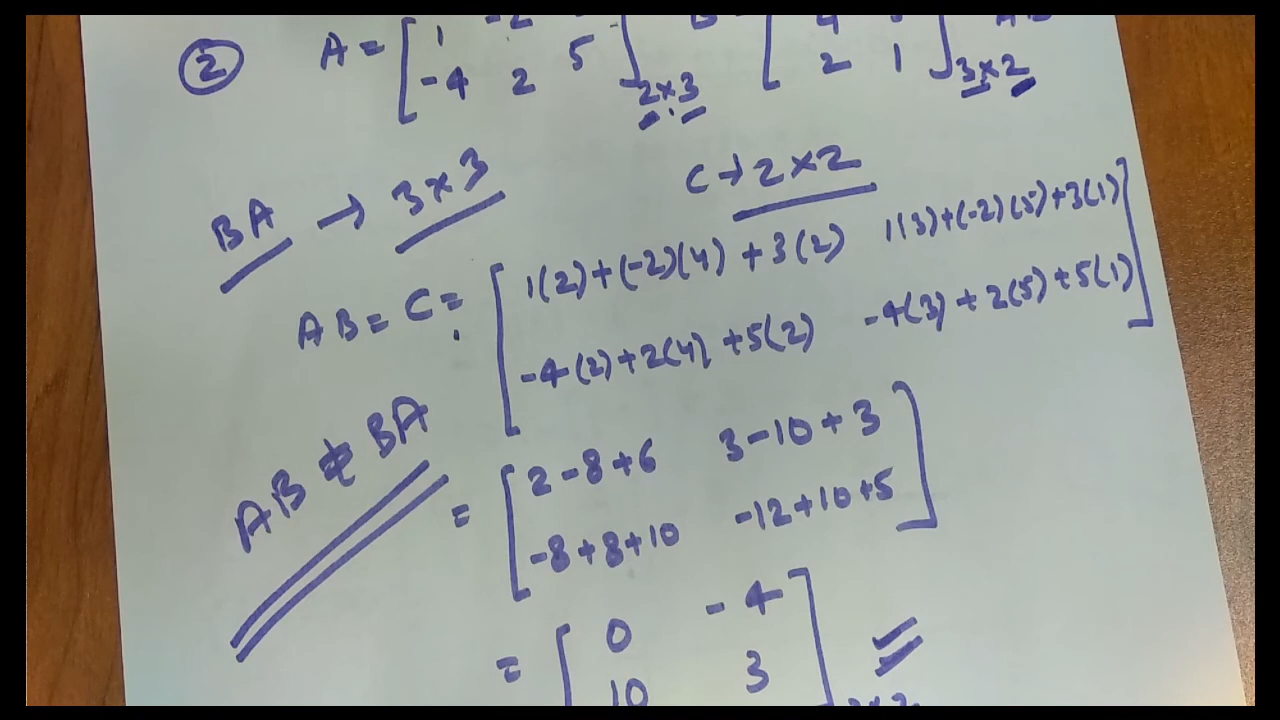 ② A = [ 1 -2
-4 2 5 ] 2×3 [ 4
2 1 ] 3×2
BA → 3×3
C → 2×2
AB = C = [ 1(2)+(-2)(4)+3(2) 1(3)+(-2)(5)+3(1)
-4(2)+2(4)+5(2) -4(3)+2(5)+5(1) ]
AB ≠ BA
= [ 2-8+6 3-10+3
-8+8+10 -12+10+5 ]
= [ 0 -4
10 3 ]